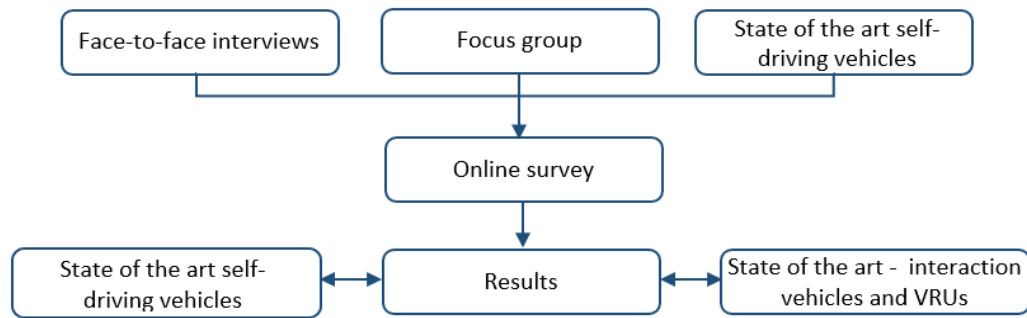 Face-to-face interviews
Focus group
State of the art self-
driving vehicles
Online survey
State of the art self-
driving vehicles
Results
State of the art - interaction
vehicles and VRUs